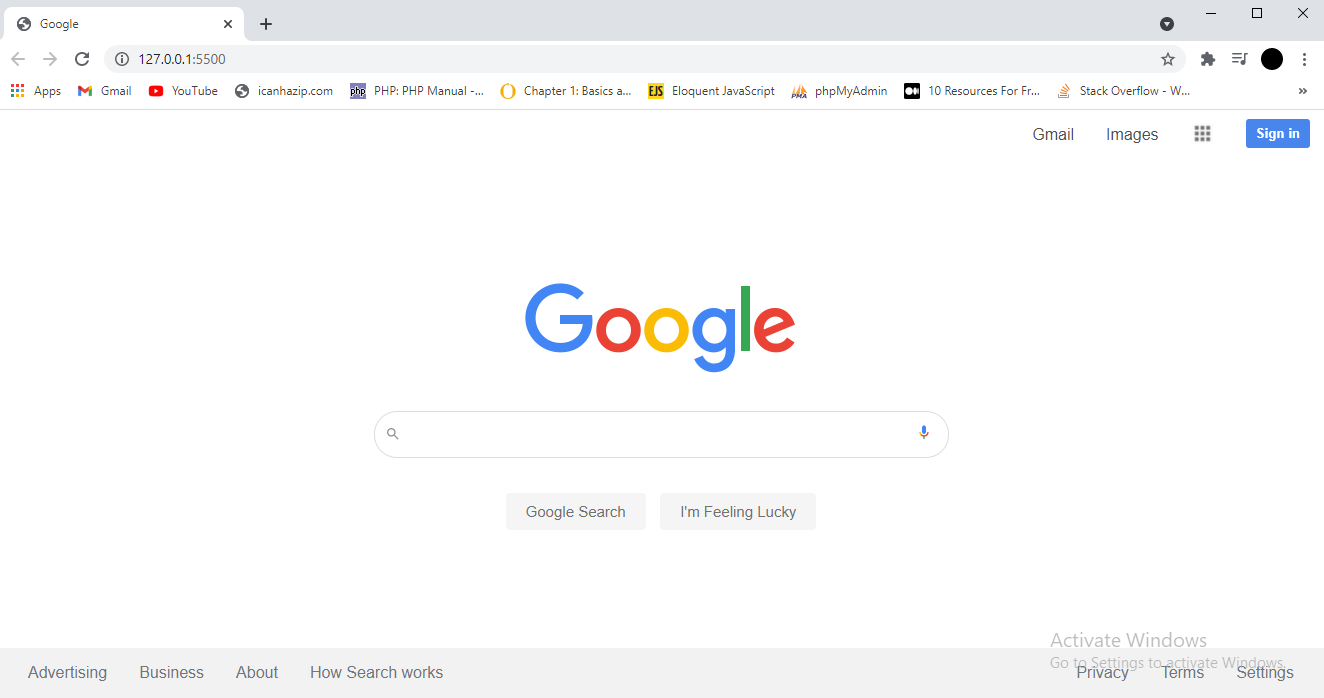 Google
127.0.0.1:5500
Apps Gmail YouTube icanhazip.com php PHP: PHP Manual -... Chapter 1: Basics a... EJS Eloquent JavaScript PMA phpMyAdmin 10 Resources For Fr... Stack Overflow - W... »
Gmail Images Sign in
Google
Google Search I'm Feeling Lucky
Activate Windows
Go to Settings to activate Windows.
Advertising Business About How Search works Privacy Terms Settings